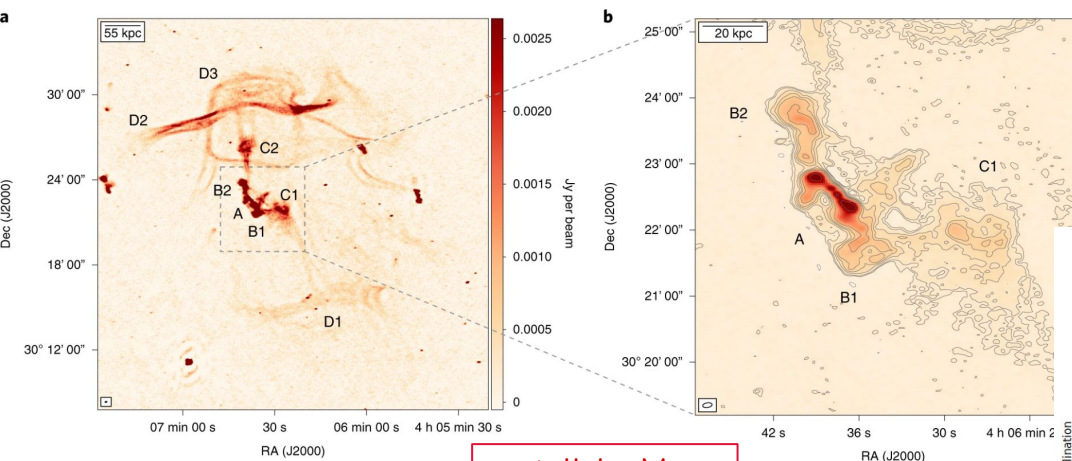 a
55 kpc
D3
D2
C2
B2
C1
A
B1
D1
30′ 00″
24′ 00″
18′ 00″
30° 12′ 00″
Dec (J2000)
07 min 00 s
30 s
06 min 00 s
4 h 05 min 30 s
RA (J2000)
0.0025
0.0020
0.0015
0.0010
0.0005
0
Jy per beam
b
20 kpc
B2
C1
A
B1
25′ 00″
24′ 00″
23′ 00″
22′ 00″
21′ 00″
30° 20′ 00″
Dec (J2000)
42 s
36 s
30 s
4 h 06 min 2
RA (J2000)